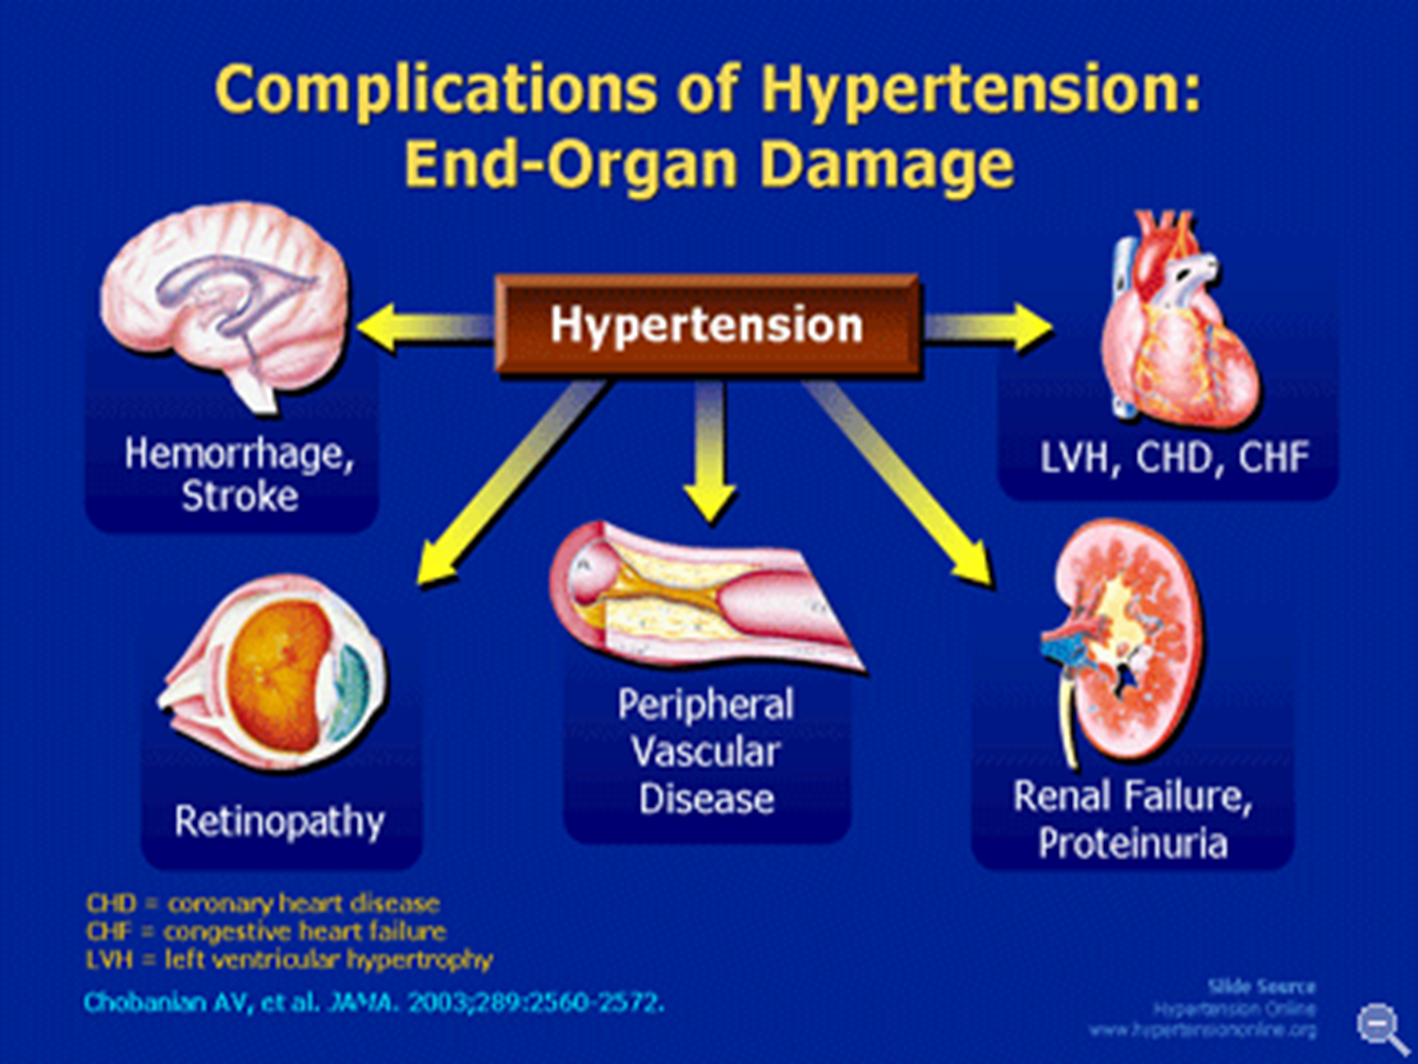 Complications of Hypertension:
End-Organ Damage
Hypertension
Hemorrhage,
Stroke
LVH, CHD, CHF
Retinopathy
Peripheral
Vascular
Disease
Renal Failure,
Proteinuria
CHD = coronary heart disease
CHF = congestive heart failure
LVH = left ventricular hypertrophy
Chobanian AV, et al. JAMA. 2003;289:2560-2572.
Slide Source
Hypertension Online
www.hypertensiononline.org